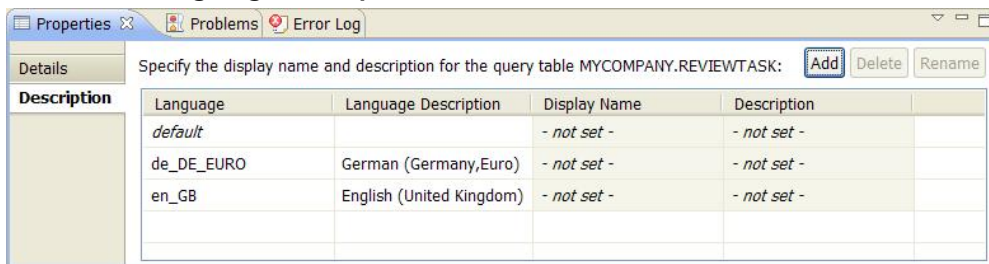 Properties Problems Error Log
Details Specify the display name and description for the query table MYCOMPANY.REVIEWTASK: Add Delete Rename
Description
Language Language Description Display Name Description
default - not set - - not set -
de_DE_EURO German (Germany,Euro) - not set - - not set -
en_GB English (United Kingdom) - not set - - not set -